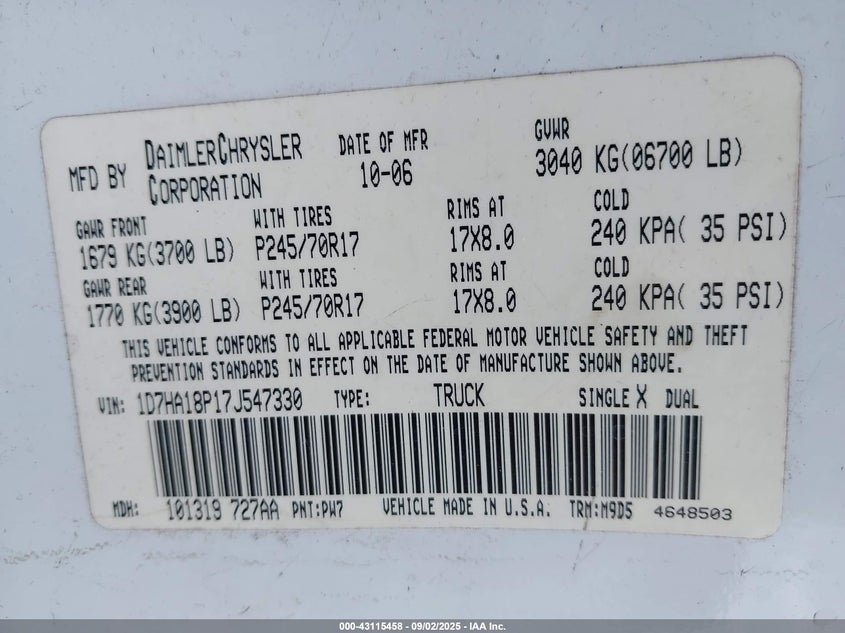 MFD BY DAIMLERCHRYSLER CORPORATION
DATE OF MFR 10-06
GVWR 3040 KG(06700 LB)
GAWR FRONT WITH TIRES RIMS AT COLD
1679 KG(3700 LB) P245/70R17 17X8.0 240 KPA( 35 PSI)
GAWR REAR WITH TIRES RIMS AT COLD
1770 KG(3900 LB) P245/70R17 17X8.0 240 KPA( 35 PSI)
THIS VEHICLE CONFORMS TO ALL APPLICABLE FEDERAL MOTOR VEHICLE SAFETY AND THEFT
PREVENTION STANDARDS IN EFFECT ON THE DATE OF MANUFACTURE SHOWN ABOVE.
VIN: 1D7HA18P17J547330 TYPE: TRUCK SINGLE X DUAL
MDH: 101319 727AA PNT:PW7 VEHICLE MADE IN U.S.A. TRM:M9D5 4648503
000-43115458 - 09/02/2025 - IAA Inc.